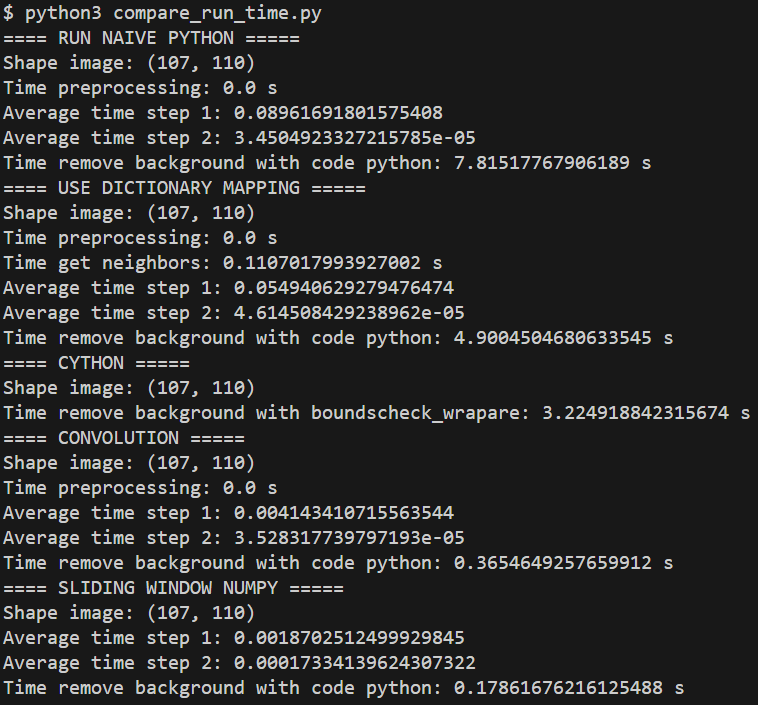 $ python3 compare_run_time.py
==== RUN NAIVE PYTHON =====
Shape image: (107, 110)
Time preprocessing: 0.0 s
Average time step 1: 0.08961691801575408
Average time step 2: 3.4504923327215785e-05
Time remove background with code python: 7.81517767906189 s
==== USE DICTIONARY MAPPING =====
Shape image: (107, 110)
Time preprocessing: 0.0 s
Time get neighbors: 0.1107017993927002 s
Average time step 1: 0.054940629279476474
Average time step 2: 4.614508429238962e-05
Time remove background with code python: 4.9004504680633545 s
==== CYTHON =====
Shape image: (107, 110)
Time remove background with boundscheck_wrapare: 3.224918842315674 s
==== CONVOLUTION =====
Shape image: (107, 110)
Time preprocessing: 0.0 s
Average time step 1: 0.004143410715563544
Average time step 2: 3.528317739797193e-05
Time remove background with code python: 0.3654649257659912 s
==== SLIDING WINDOW NUMPY =====
Shape image: (107, 110)
Average time step 1: 0.0018702512499929845
Average time step 2: 0.00017334139624307322
Time remove background with code python: 0.17861676216125488 s